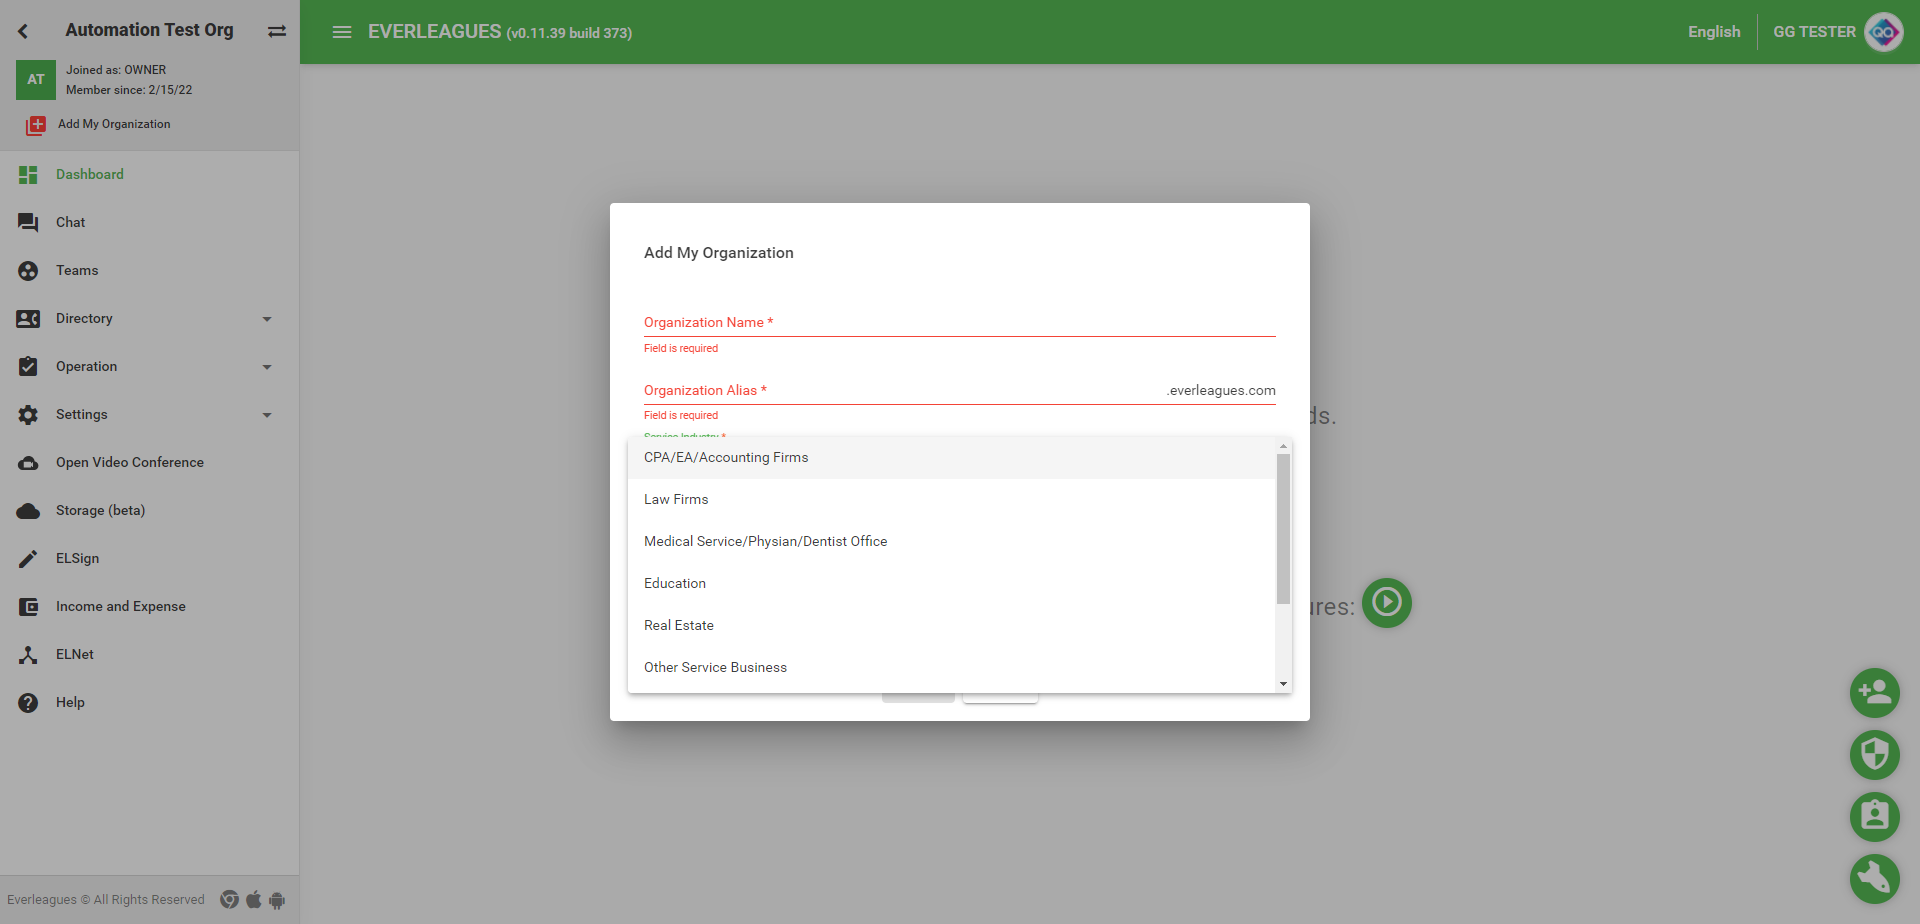 Automation Test Org
AT
Joined as: OWNER
Member since: 2/15/22
Add My Organization
Dashboard
Chat
Teams
Directory
Operation
Settings
Open Video Conference
Storage (beta)
ELSign
Income and Expense
ELNet
Help
Everleagues © All Rights Reserved
EVERLEAGUES (v0.11.39 build 373)
English
GG TESTER
QA
Add My Organization
Organization Name *
Field is required
Organization Alias *
.everleagues.com
Field is required
Service Industry *
CPA/EA/Accounting Firms
Law Firms
Medical Service/Physian/Dentist Office
Education
Real Estate
Other Service Business
ds.
ures: